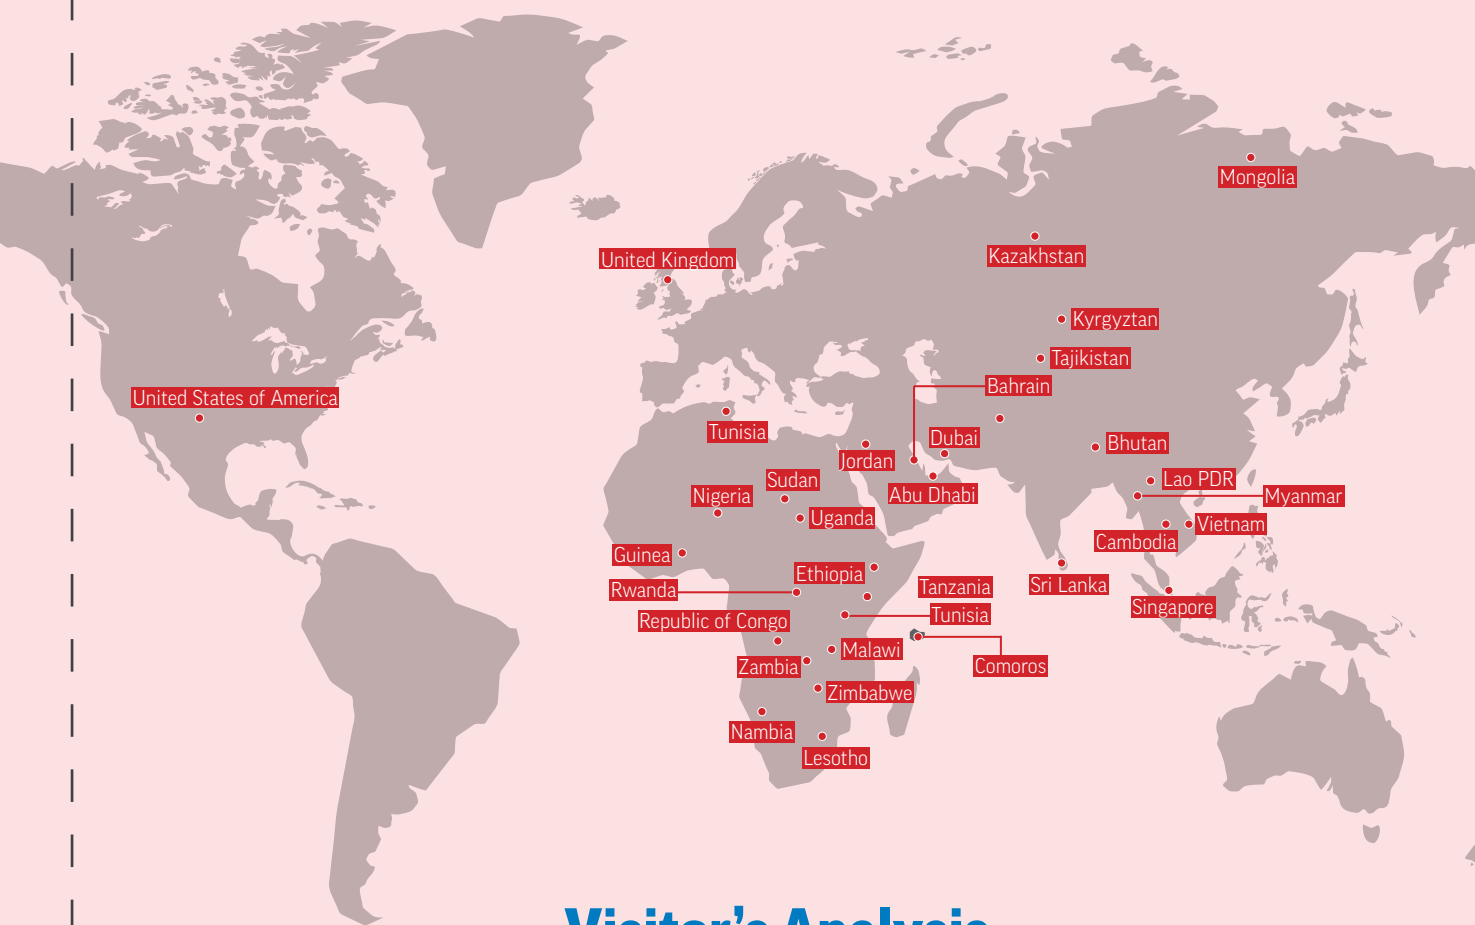 Mongolia
United Kingdom
Kazakhstan
Kyrgyztan
Tajikistan
Bahrain
United States of America
Tunisia
Dubai
Bhutan
Jordan
Sudan
Lao PDR
Nigeria
Abu Dhabi
Myanmar
Uganda
Vietnam
Cambodia
Guinea
Ethiopia
Sri Lanka
Tanzania
Rwanda
Singapore
Tunisia
Republic of Congo
Malawi
Zambia
Comoros
Zimbabwe
Nambia
Lesotho
Visitor's Analysis